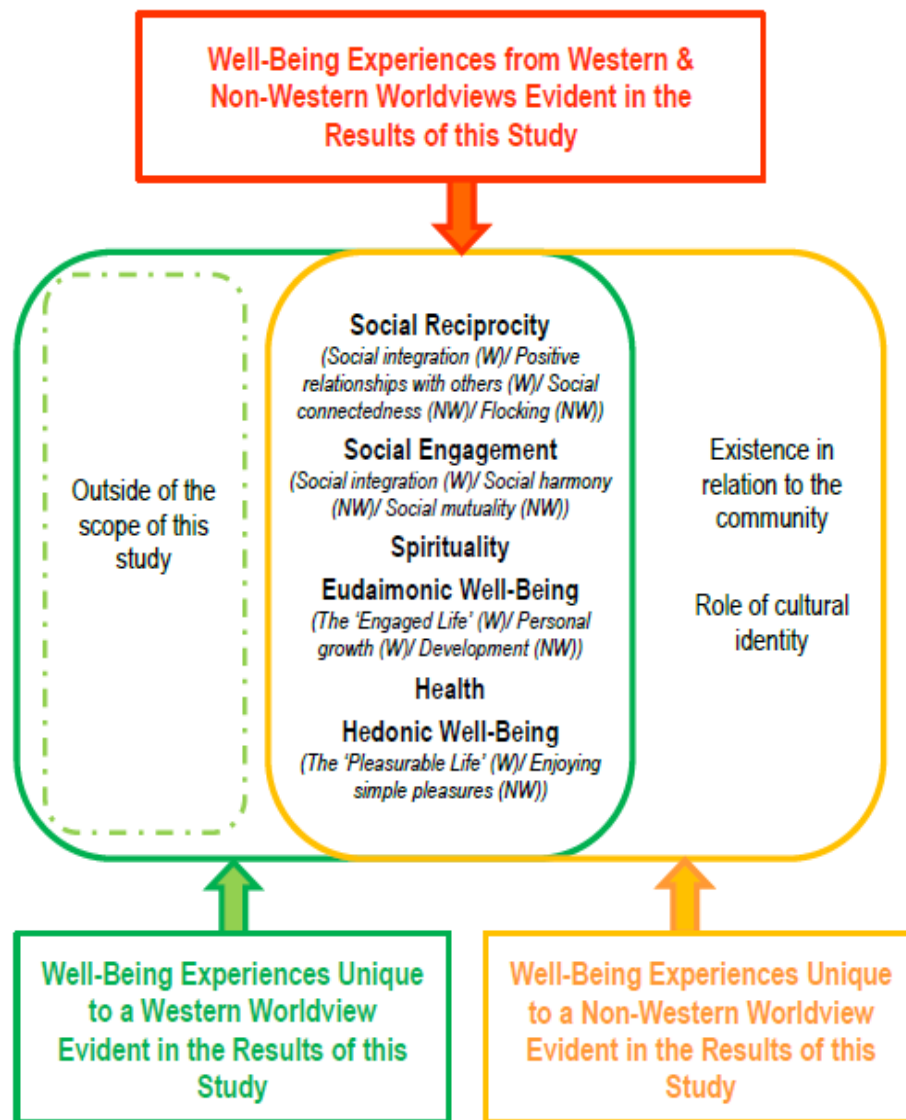 Well-Being Experiences from Western &
Non-Western Worldviews Evident in the
Results of this Study
Social Reciprocity
(Social integration (W)/ Positive
relationships with others (W)/ Social
connectedness (NW)/ Flocking (NW))
Social Engagement
(Social integration (W)/ Social harmony
(NW)/ Social mutuality (NW))
Spirituality
Eudaimonic Well-Being
(The ‘Engaged Life’ (W)/ Personal
growth (W)/ Development (NW))
Health
Hedonic Well-Being
(The ‘Pleasurable Life’ (W)/ Enjoying
simple pleasures (NW))
Outside of the
scope of this
study
Existence in
relation to the
community
Role of cultural
identity
Well-Being Experiences Unique
to a Western Worldview
Evident in the Results of this
Study
Well-Being Experiences Unique
to a Non-Western Worldview
Evident in the Results of this
Study